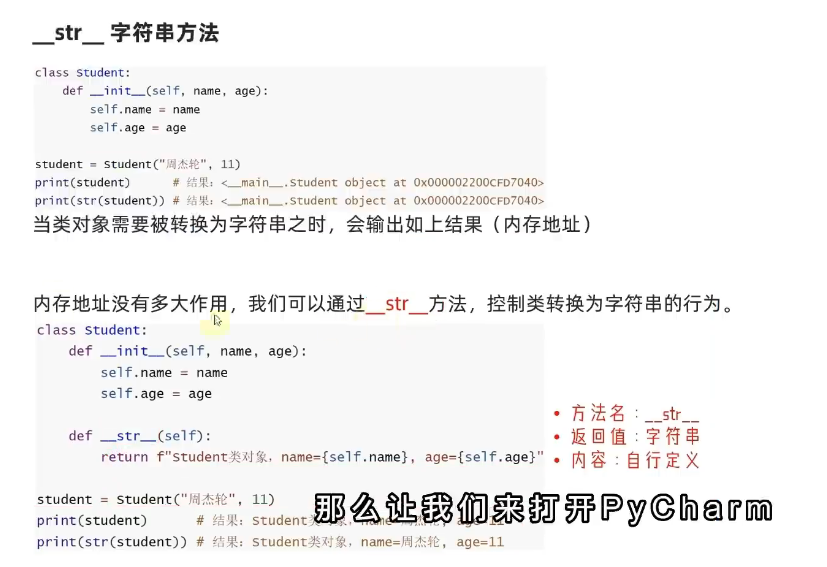 __str__ 字符串方法
class Student:
    def __init__(self, name, age):
        self.name = name
        self.age = age
student = Student("周杰轮", 11)
print(student)      # 结果：<__main__.Student object at 0x000002200CFD7040>
print(str(student)) # 结果：<__main__.Student object at 0x000002200CFD7040>
当类对象需要被转换为字符串之时，会输出如上结果（内存地址）
内存地址没有多大作用，我们可以通过__str__方法，控制类转换为字符串的行为。
class Student:
    def __init__(self, name, age):
        self.name = name
        self.age = age
    def __str__(self):
        return f"Student类对象，name={self.name}, age={self.age}"
• 方法名：__str__
• 返回值：字符串
• 内容：自行定义
student = Student("周杰轮", 11)
print(student)      # 结果：Student类对象，name=周杰轮, age=11
print(str(student)) # 结果：Student类对象，name=周杰轮, age=11
那么让我们来打开PyCharm